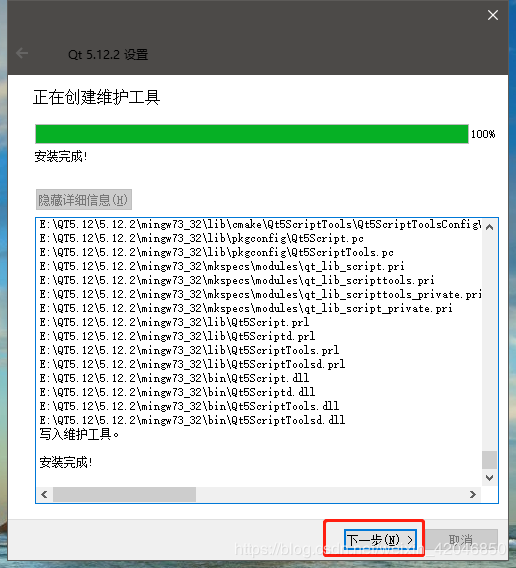 Qt 5.12.2 设置
正在创建维护工具
100%
安装完成!
隐藏详细信息(H)
E:\QT5.12\5.12.2\mingw73_32\lib\cmake\Qt5ScriptTools\Qt5ScriptToolsConfig\
E:\QT5.12\5.12.2\mingw73_32\lib\pkgconfig\Qt5Script.pc
E:\QT5.12\5.12.2\mingw73_32\lib\pkgconfig\Qt5ScriptTools.pc
E:\QT5.12\5.12.2\mingw73_32\mkspecs\modules\qt_lib_script.pri
E:\QT5.12\5.12.2\mingw73_32\mkspecs\modules\qt_lib_scripttools.pri
E:\QT5.12\5.12.2\mingw73_32\mkspecs\modules\qt_lib_scripttools_private.pri
E:\QT5.12\5.12.2\mingw73_32\mkspecs\modules\qt_lib_script_private.pri
E:\QT5.12\5.12.2\mingw73_32\lib\Qt5Script.prl
E:\QT5.12\5.12.2\mingw73_32\lib\Qt5Scriptd.prl
E:\QT5.12\5.12.2\mingw73_32\lib\Qt5ScriptTools.prl
E:\QT5.12\5.12.2\mingw73_32\lib\Qt5ScriptToolsd.prl
E:\QT5.12\5.12.2\mingw73_32\bin\Qt5Script.dll
E:\QT5.12\5.12.2\mingw73_32\bin\Qt5Scriptd.dll
E:\QT5.12\5.12.2\mingw73_32\bin\Qt5ScriptTools.dll
E:\QT5.12\5.12.2\mingw73_32\bin\Qt5ScriptToolsd.dll
写入维护工具。
安装完成!
下一步(N) >
取消